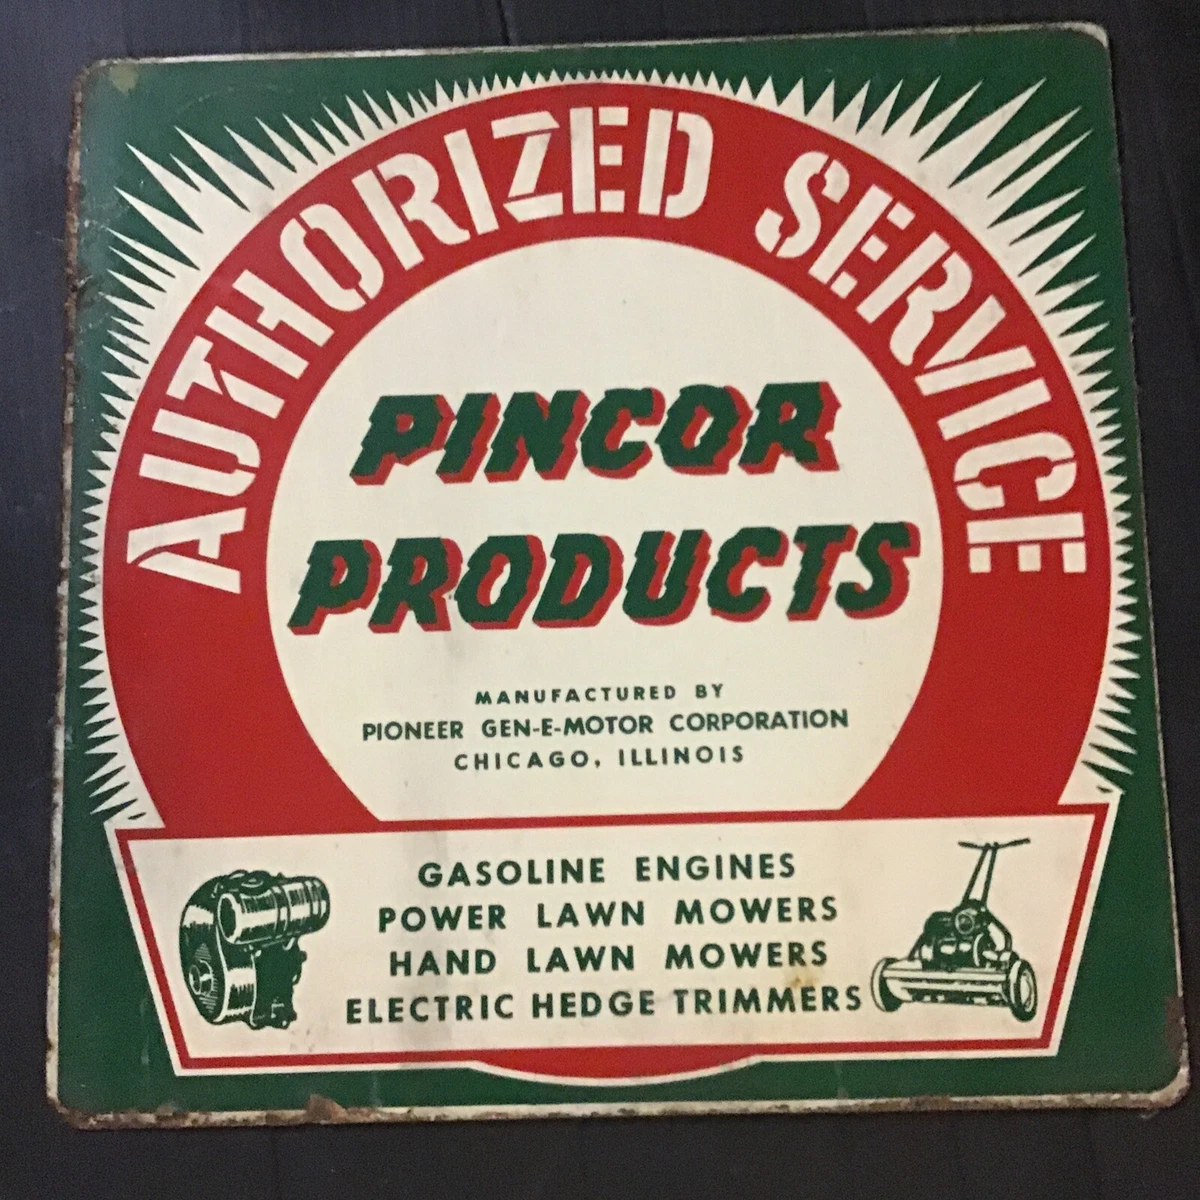 AUTHORIZED SERVICE
PINCOR
PRODUCTS
MANUFACTURED BY
PIONEER GEN-E-MOTOR CORPORATION
CHICAGO, ILLINOIS
GASOLINE ENGINES
POWER LAWN MOWERS
HAND LAWN MOWERS
ELECTRIC HEDGE TRIMMERS